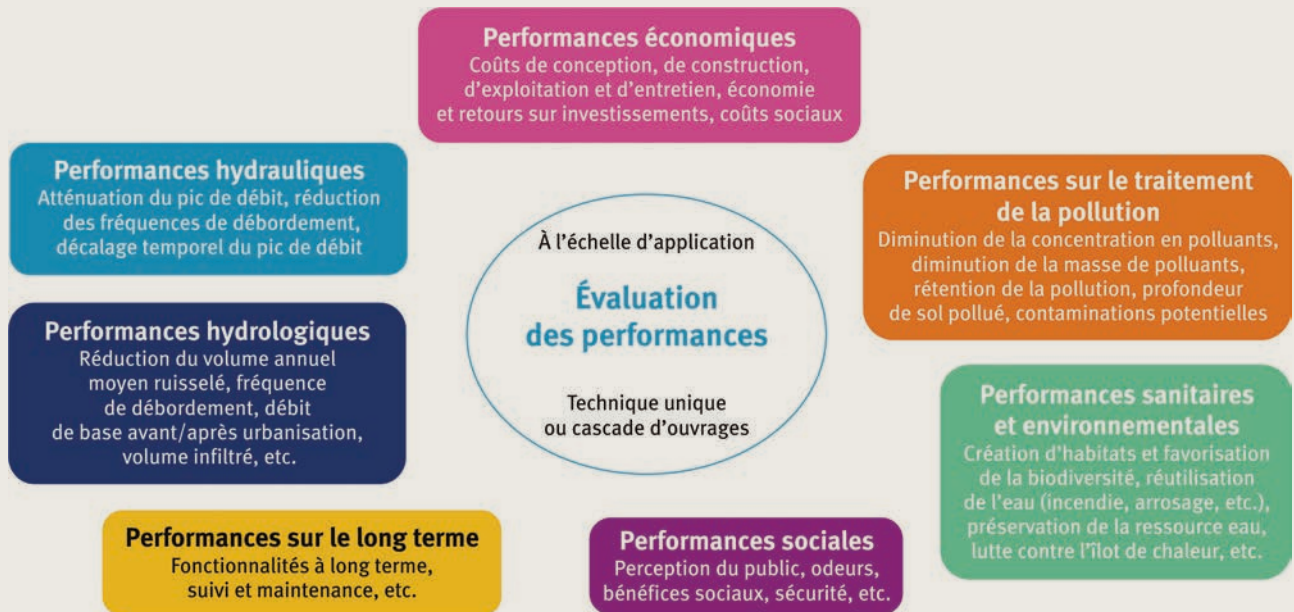 Performances économiques
Coûts de conception, de construction,
d'exploitation et d'entretien, économie
et retours sur investissements, coûts sociaux
Performances hydrauliques
Atténuation du pic de débit, réduction
des fréquences de débordement,
décalage temporel du pic de débit
Performances sur le traitement
de la pollution
Diminution de la concentration en polluants,
diminution de la masse de polluants,
rétention de la pollution, profondeur
de sol pollué, contaminations potentielles
À l'échelle d'application
Évaluation
des performances
Technique unique
ou cascade d'ouvrages
Performances hydrologiques
Réduction du volume annuel
moyen ruisselé, fréquence
de débordement, débit
de base avant/après urbanisation,
volume infiltré, etc.
Performances sanitaires
et environnementales
Création d'habitats et favorisation
de la biodiversité, réutilisation
de l'eau (incendie, arrosage, etc.),
préservation de la ressource eau,
lutte contre l'îlot de chaleur, etc.
Performances sur le long terme
Fonctionnalités à long terme,
suivi et maintenance, etc.
Performances sociales
Perception du public, odeurs,
bénéfices sociaux, sécurité, etc.